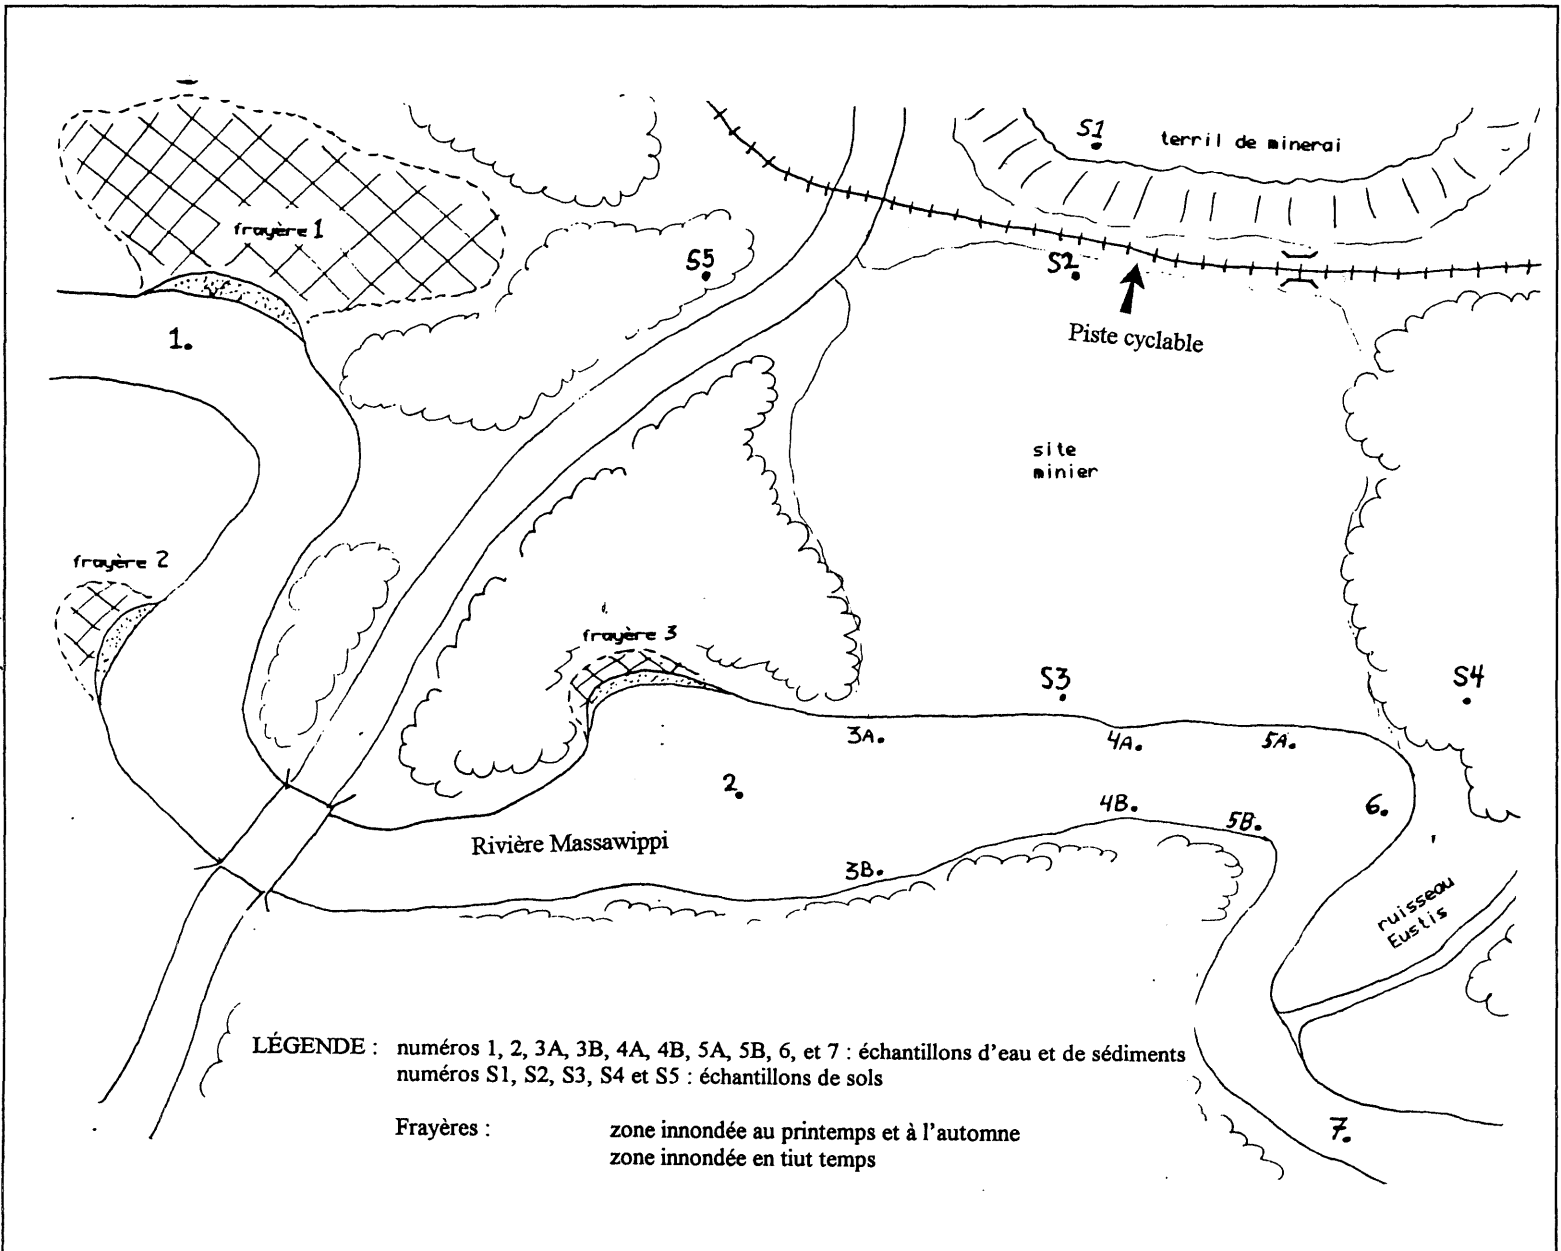 S1
terril de minerai
frayère 1
S5
S2
Piste cyclable
1.
site
minier
frayère 2
frayère 3
S3
S4
3A.
4A.
5A.
2.
4B.
5B.
6.
Rivière Massawippi
3B.
ruisseau
Eustis
LÉGENDE : numéros 1, 2, 3A, 3B, 4A, 4B, 5A, 5B, 6, et 7 : échantillons d'eau et de sédiments
numéros S1, S2, S3, S4 et S5 : échantillons de sols
Frayères : zone innondée au printemps et à l'automne
zone innondée en tiut temps
7.